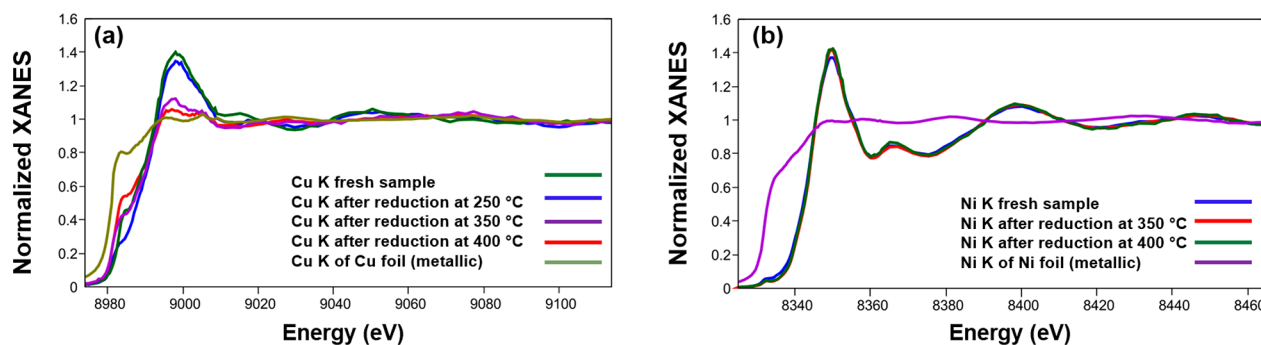 (a)
Normalized XANES
1.6
1.4
1.2
1
0.8
0.6
0.4
0.2
0
Cu K fresh sample
Cu K after reduction at 250 °C
Cu K after reduction at 350 °C
Cu K after reduction at 400 °C
Cu K of Cu foil (metallic)
8980 9000 9020 9040 9060 9080 9100
Energy (eV)
(b)
Normalized XANES
1.6
1.4
1.2
1
0.8
0.6
0.4
0.2
0
Ni K fresh sample
Ni K after reduction at 350 °C
Ni K after reduction at 400 °C
Ni K of Ni foil (metallic)
8340 8360 8380 8400 8420 8440 8460
Energy (eV)